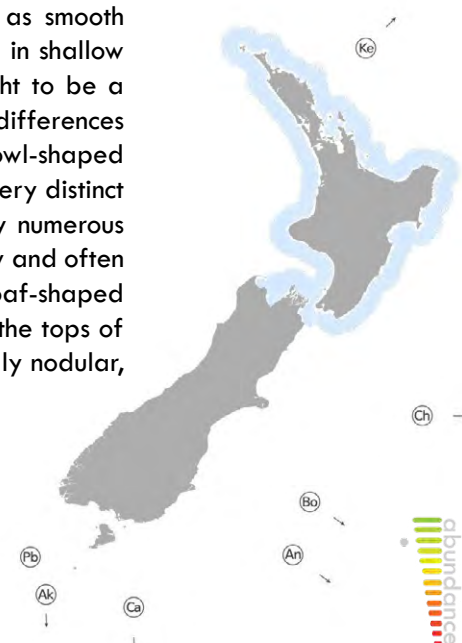 as smooth
in shallow
ht to be a
differences
owl-shaped
ery distinct
y numerous
y and often
oaf-shaped
the tops of
ly nodular,
Ke
Ch
Bo
An
Pb
Ak
Ca
abundance